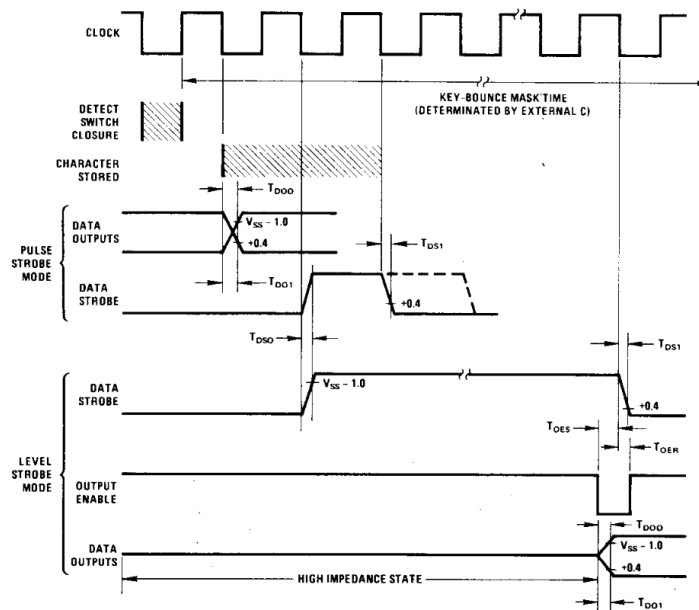 CLOCK
KEY-BOUNCE MASK TIME
(DETERMINED BY EXTERNAL C)
DETECT
SWITCH
CLOSURE
CHARACTER
STORED
PULSE
STROBE
MODE
DATA
OUTPUTS
TDOO
VSS – 1.0
+0.4
TDO1
TDS1
DATA
STROBE
+0.4
TDSO
LEVEL
STROBE
MODE
DATA
STROBE
VSS – 1.0
TDS1
+0.4
TOES
TOER
OUTPUT
ENABLE
TDOO
DATA
OUTPUTS
VSS – 1.0
+0.4
HIGH IMPEDANCE STATE
TDO1